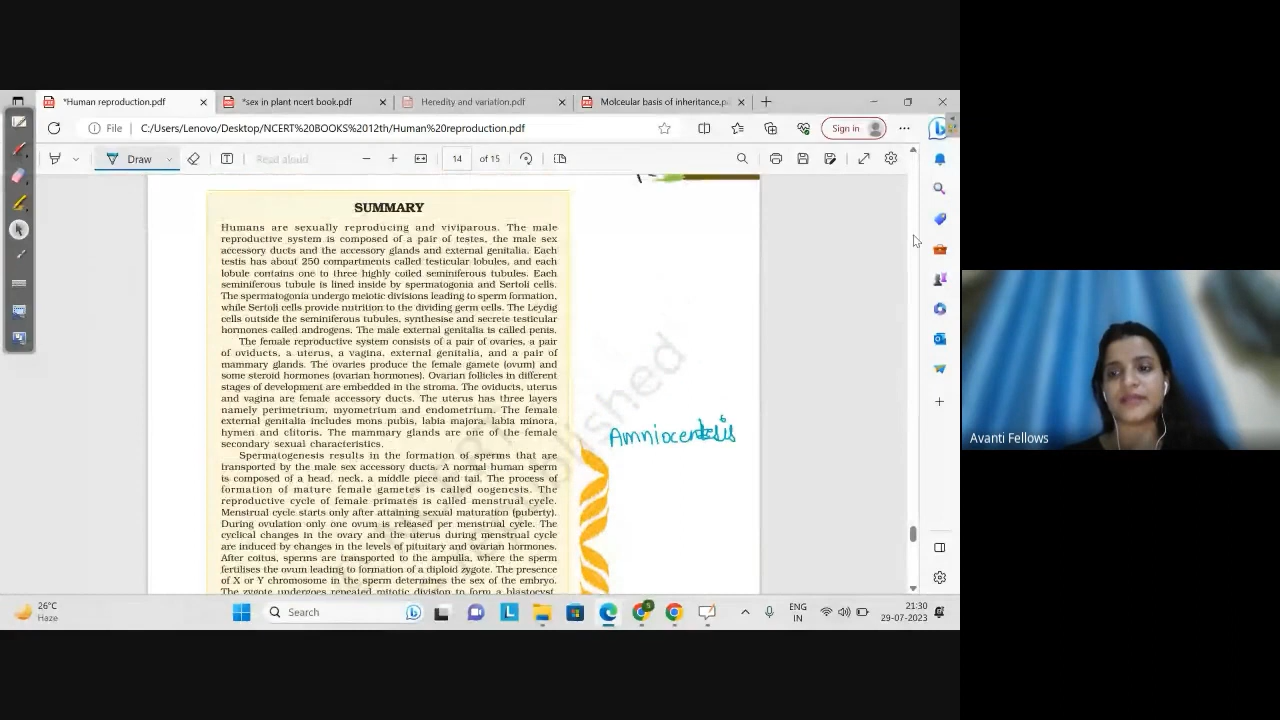 *Human reproduction.pdf
*sex in plant ncert book.pdf
Heredity and variation.pdf
Molceular basis of inheritance.p
File
C:/Users/Lenovo/Desktop/NCERT%20BOOKS%2012th/Human%20reproduction.pdf
Sign in
Draw
Read aloud
14
of 15
SUMMARY
Humans are sexually reproducing and viviparous. The male
reproductive system is composed of a pair of testes, the male sex
accessory ducts and the accessory glands and external genitalia. Each
testis has about 250 compartments called testicular lobules, and each
lobule contains one to three highly coiled seminiferous tubules. Each
seminiferous tubule is lined inside by spermatogonia and Sertoli cells.
The spermatogonia undergo meiotic divisions leading to sperm formation,
while Sertoli cells provide nutrition to the dividing germ cells. The Leydig
cells outside the seminiferous tubules, synthesise and secrete testicular
hormones called androgens. The male external genitalia is called penis.
The female reproductive system consists of a pair of ovaries, a pair
of oviducts, a uterus, a vagina, external genitalia, and a pair of
mammary glands. The ovaries produce the female gamete (ovum) and
some steroid hormones (ovarian hormones). Ovarian follicles in different
stages of development are embedded in the stroma. The oviducts, uterus
and vagina are female accessory ducts. The uterus has three layers
namely perimetrium, myometrium and endometrium. The female
external genitalia includes mons pubis, labia majora, labia minora,
hymen and clitoris. The mammary glands are one of the female
secondary sexual characteristics.
Spermatogenesis results in the formation of sperms that are
transported by the male sex accessory ducts. A normal human sperm
is composed of a head, neck, a middle piece and tail. The process of
formation of mature female gametes is called oogenesis. The
reproductive cycle of female primates is called menstrual cycle.
Menstrual cycle starts only after attaining sexual maturation (puberty).
During ovulation only one ovum is released per menstrual cycle. The
cyclical changes in the ovary and the uterus during menstrual cycle
are induced by changes in the levels of pituitary and ovarian hormones.
After coitus, sperms are transported to the ampulla, where the sperm
fertilises the ovum leading to formation of a diploid zygote. The presence
of X or Y chromosome in the sperm determines the sex of the embryo.
The zygote undergoes repeated mitotic division to form a blastocyst,
Amniocentesis
Avanti Fellows
26°C
Haze
Search
ENG
IN
21:30
29-07-2023